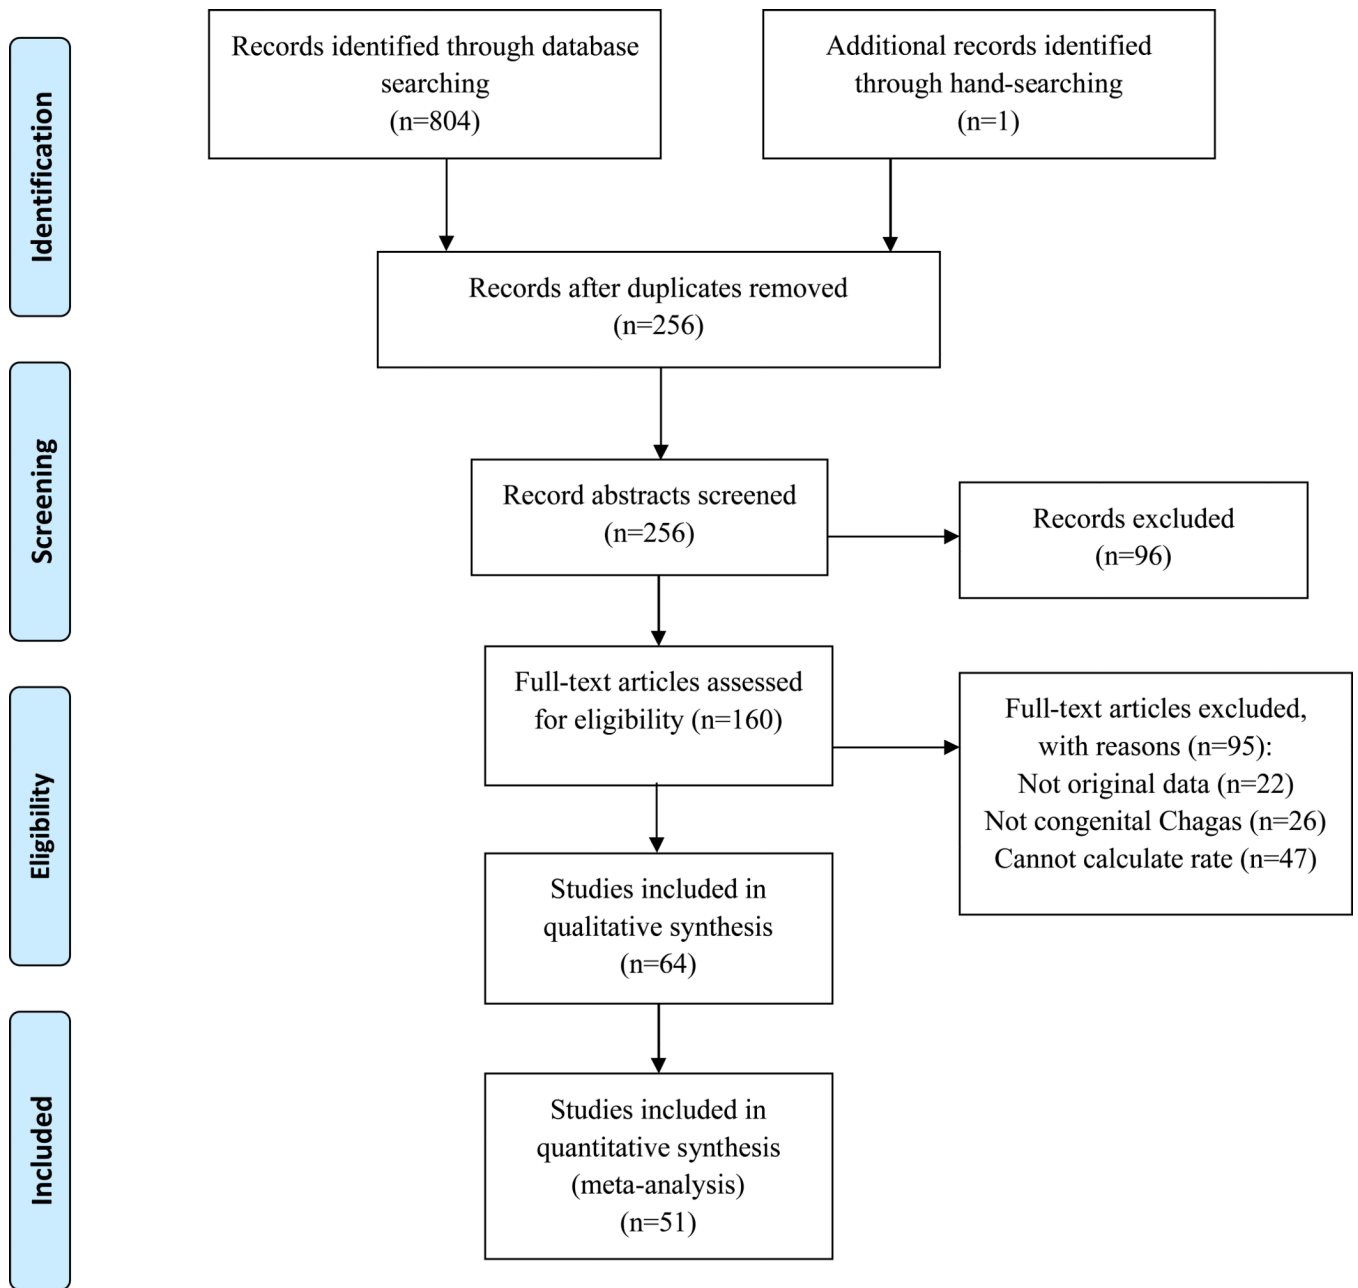 Identification
Records identified through database
searching
(n=804)
Additional records identified
through hand-searching
(n=1)
Records after duplicates removed
(n=256)
Screening
Record abstracts screened
(n=256)
Records excluded
(n=96)
Eligibility
Full-text articles assessed
for eligibility (n=160)
Full-text articles excluded,
with reasons (n=95):
Not original data (n=22)
Not congenital Chagas (n=26)
Cannot calculate rate (n=47)
Studies included in
qualitative synthesis
(n=64)
Included
Studies included in
quantitative synthesis
(meta-analysis)
(n=51)